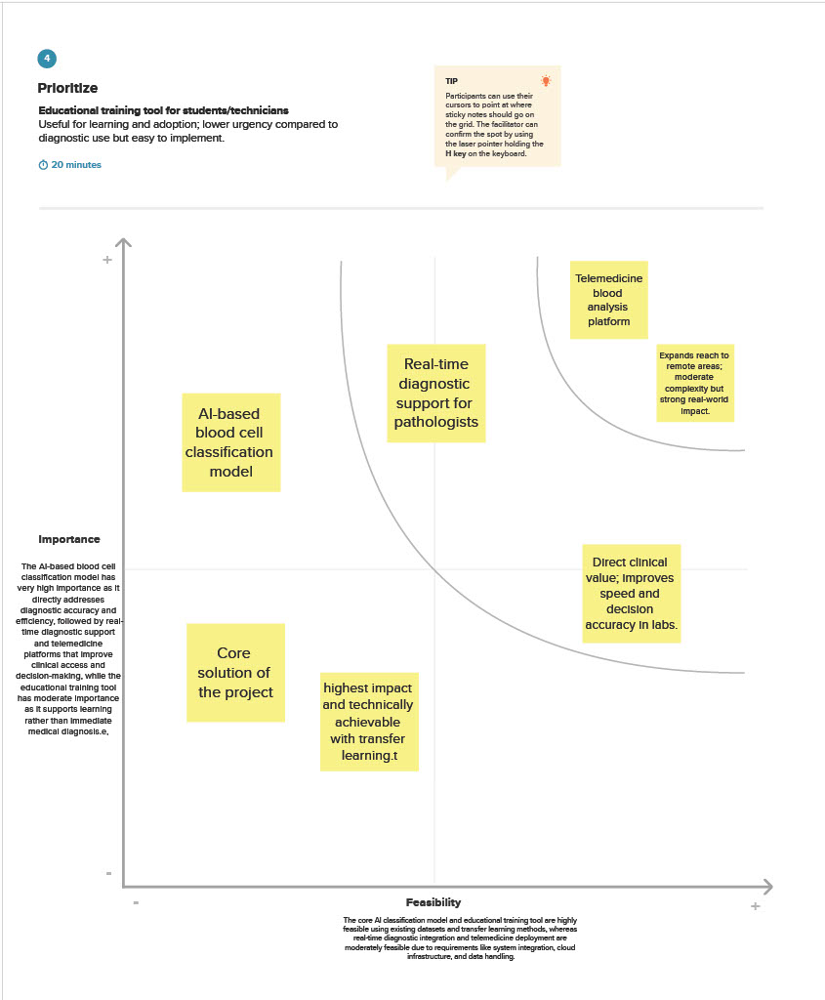 4
Prioritize
Educational training tool for students/technicians
Useful for learning and adoption; lower urgency compared to
diagnostic use but easy to implement.
20 minutes
TIP
Participants can use their
cursors to point at where
sticky notes should go on
the grid. The facilitator can
confirm the spot by using
the laser pointer holding the
H key on the keyboard.
+
Telemedicine
blood
analysis
platform
Expands reach to
remote areas;
moderate
complexity but
strong real-world
impact.
Real-time
diagnostic
support for
pathologists
AI-based
blood cell
classification
model
Importance
The AI-based blood cell
classification model has
very high importance as it
directly addresses
diagnostic accuracy and
efficiency, followed by real-
time diagnostic support
and telemedicine
platforms that improve
clinical access and
decision-making, while the
educational training tool
has moderate importance
as it supports learning
rather than immediate
medical diagnosis.e,
Direct clinical
value; improves
speed and
decision
accuracy in labs.
Core
solution of
the project
highest impact
and technically
achievable
with transfer
learning.t
-
-
Feasibility
+
The core AI classification model and educational training tool are highly
feasible using existing datasets and transfer learning methods, whereas
real-time diagnostic integration and telemedicine deployment are
moderately feasible due to requirements like system integration, cloud
infrastructure, and data handling.